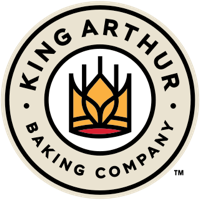 · KING ARTHUR ·
BAKING COMPANY
™